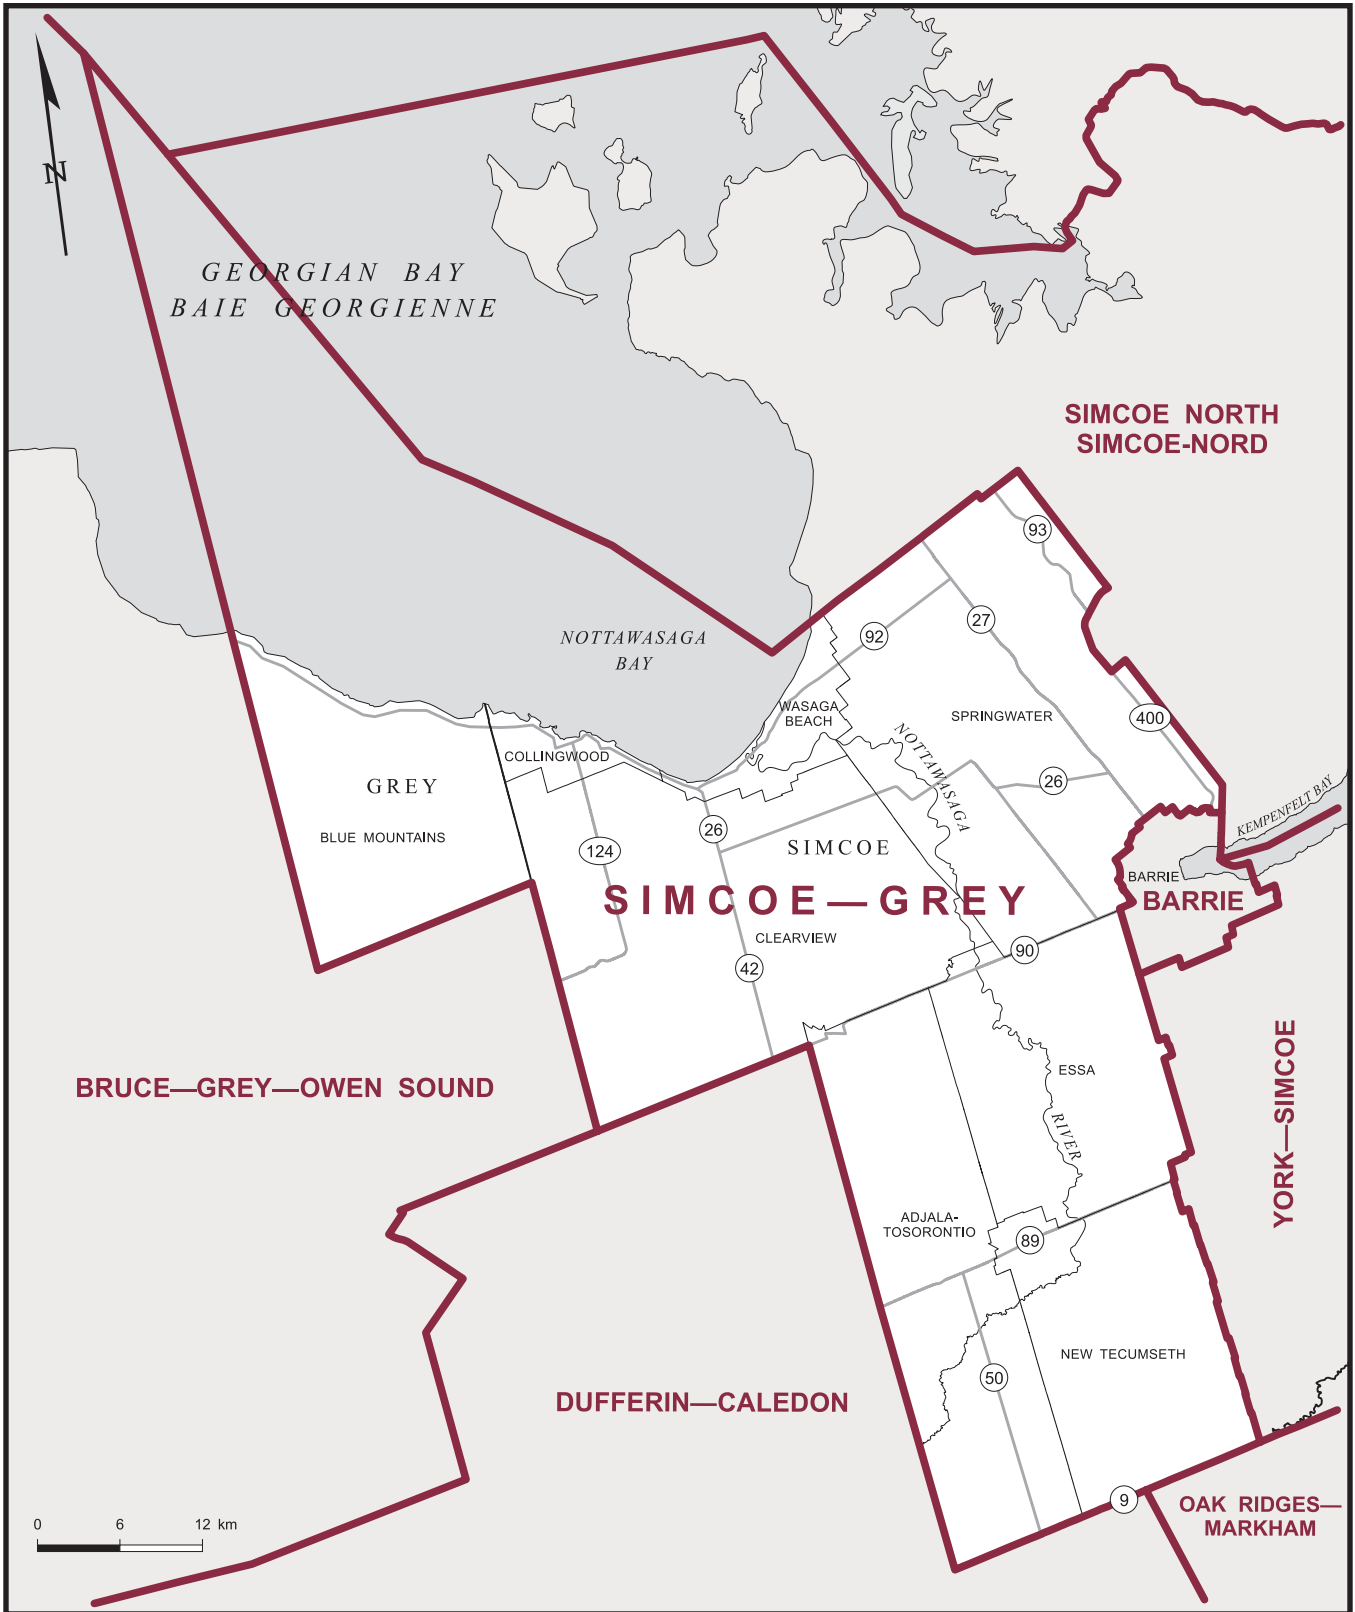 N
GEORGIAN BAY
BAIE GEORGIENNE
SIMCOE NORTH
SIMCOE-NORD
93
27
92
NOTTAWASAGA
BAY
WASAGA
BEACH
SPRINGWATER
400
NOTTAWASAGA
COLLINGWOOD
26
KEMPENFELT BAY
GREY
BLUE MOUNTAINS
26
124
SIMCOE
BARRIE
BARRIE
SIMCOE—GREY
CLEARVIEW
90
42
YORK—SIMCOE
ESSA
BRUCE—GREY—OWEN SOUND
RIVER
ADJALA-
TOSORONTIO
89
NEW TECUMSETH
50
DUFFERIN—CALEDON
9
OAK RIDGES—
MARKHAM
0 6 12 km